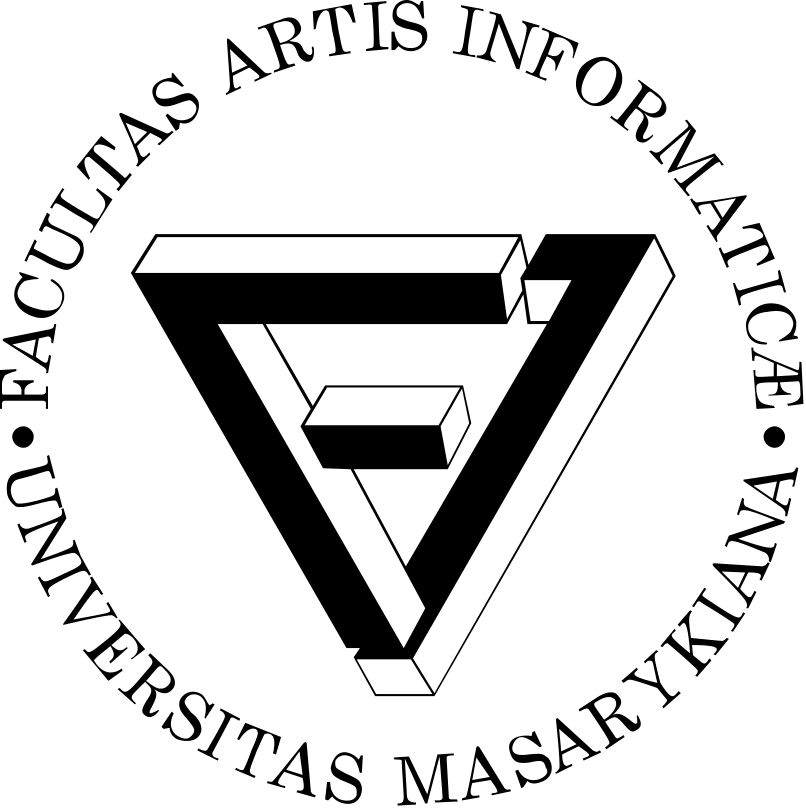 FACULTAS ARTIS INFORMATICÆ
• UNIVERSITAS MASARYKIANA •